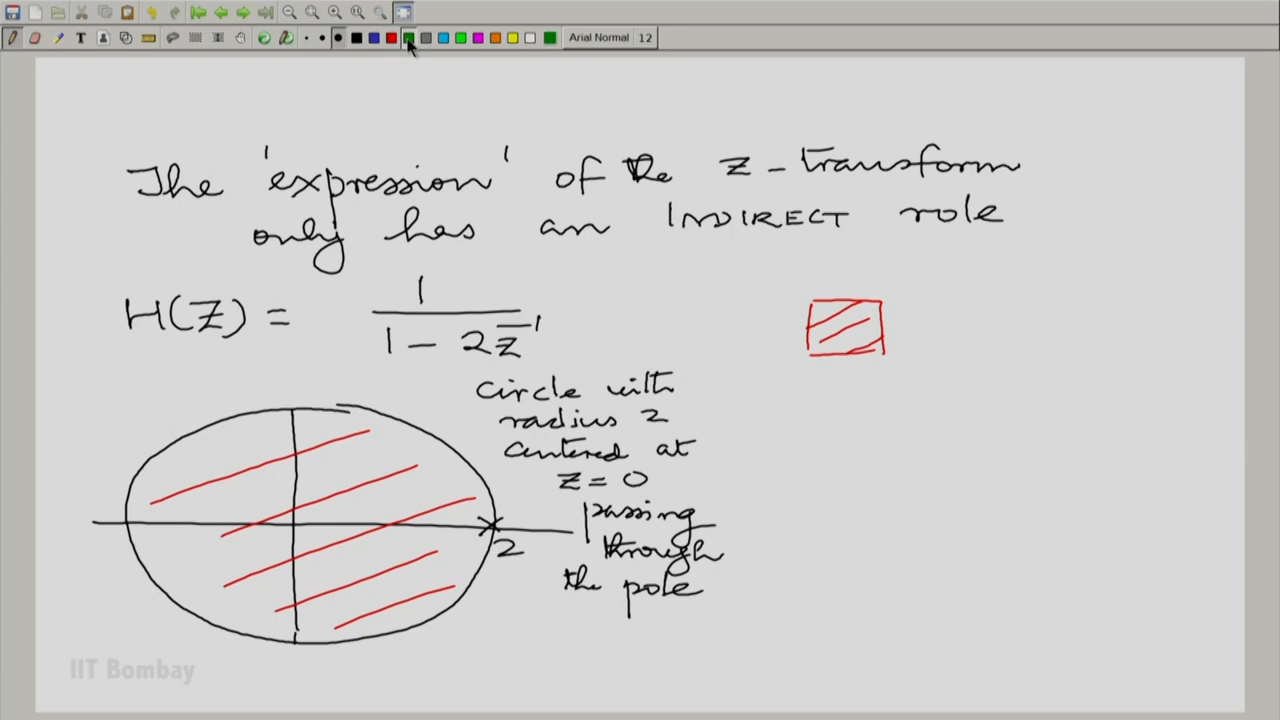 Arial Normal 12
The 'expression' of the z-transform
only has an INDIRECT role
H(Z) = 1 / 1 - 2z^-1
circle with
radius 2
centered at
z = 0
passing
through
the pole
2
IIT Bombay